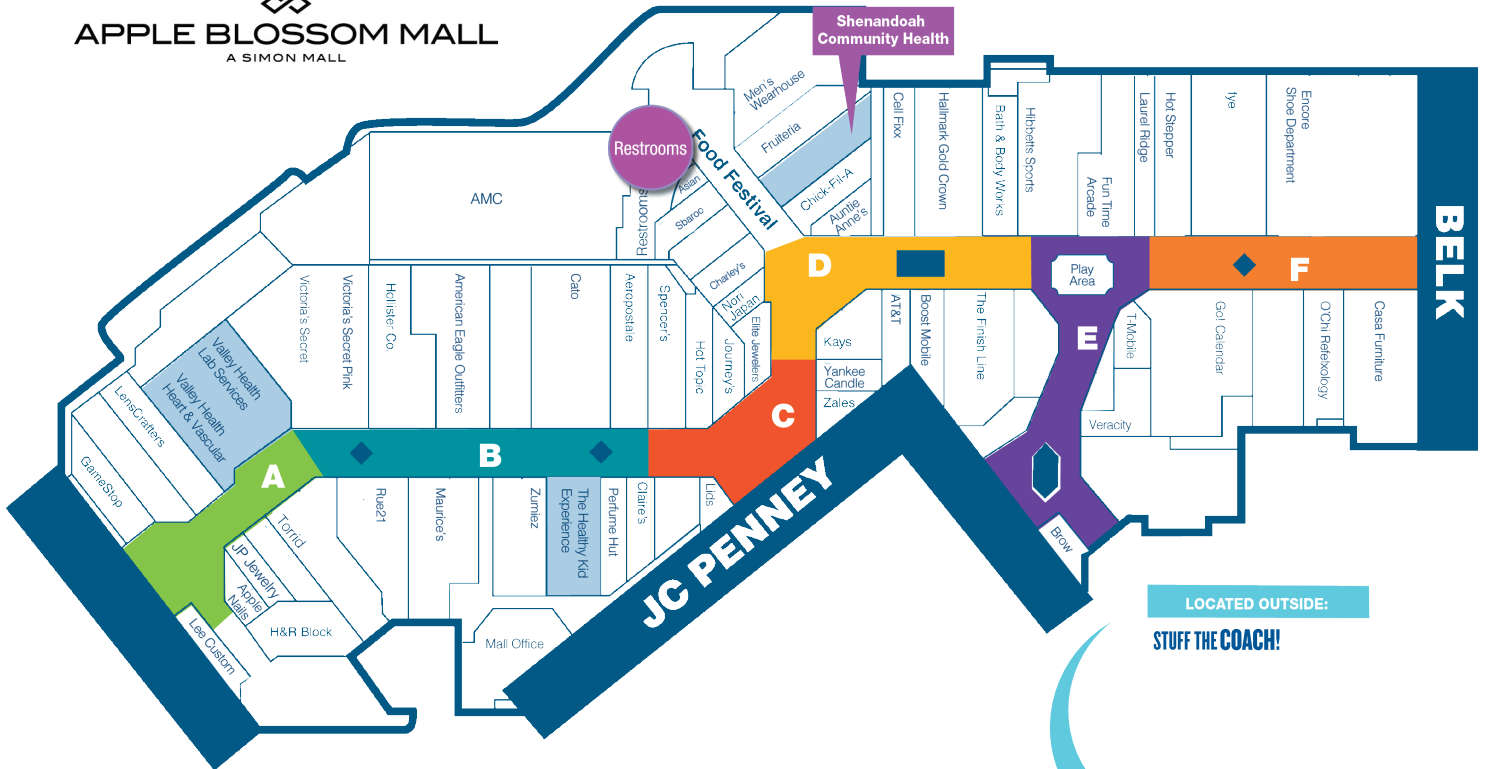 APPLE BLOSSOM MALL
A SIMON MALL
Shenandoah
Community Health
Restrooms
Food Festival
Men's
Wearhouse
Fruiteria
Chick-Fil-A
Auntie
Anne's
Cell Fixx
Hallmark Gold Crown
Bath & Body Works
Hibbetts Sports
Fun Time
Arcade
Laurel Ridge
Hot Stepper
fye
Encore
Shoe Department
BELK
AMC
Restrooms
Asian
Sbaroo
Charley's
Nori
Japan
Elite Jewelers
Journey's
Hot Topic
Spencer's
Aeropostale
Cato
American Eagle Outfitters
Hollister Co.
Victoria's Secret Pink
Victoria's Secret
Valley Health
Lab Services
Valley Health
Heart & Vascular
LensCrafters
GameStop
A
B
C
D
E
F
Play
Area
Kays
Yankee
Candle
Zales
AT&T
Boost Mobile
The Finish Line
T-Mobile
Veracity
Go! Calendar
O'Chi Refelxology
Casa Furniture
Brow
JC PENNEY
Lids
Claire's
Perfume Hut
The Healthy Kid
Experience
Zumiez
Maurice's
Rue21
Torrid
JP Jewelry
Apple
Nails
H&R Block
Lee Custom
Mall Office
LOCATED OUTSIDE:
STUFF THE COACH!